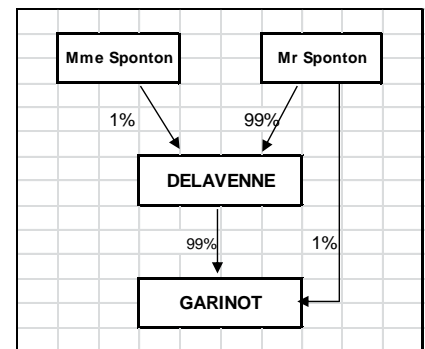 Mme Sponton
Mr Sponton
1%
99%
DELAVENNE
99%
1%
GARINOT